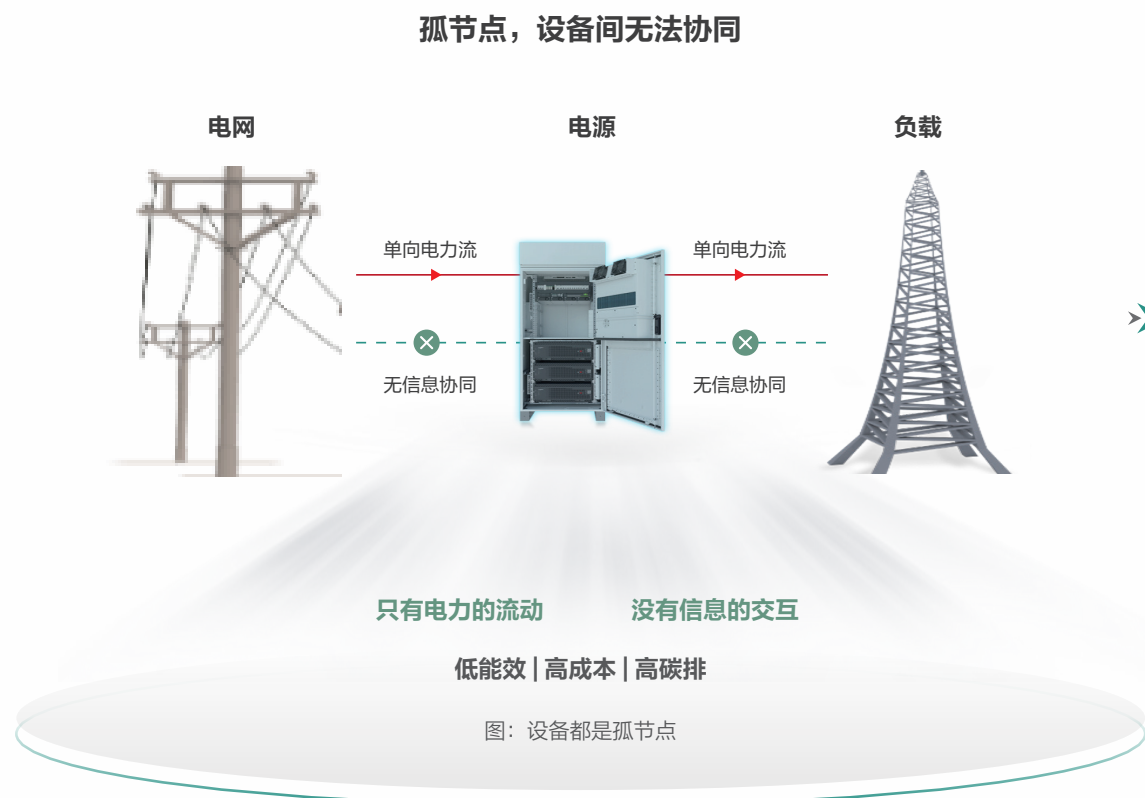 孤节点，设备间无法协同
电网
电源
负载
单向电力流
单向电力流
无信息协同
无信息协同
只有电力的流动 没有信息的交互
低能效 | 高成本 | 高碳排
图：设备都是孤节点